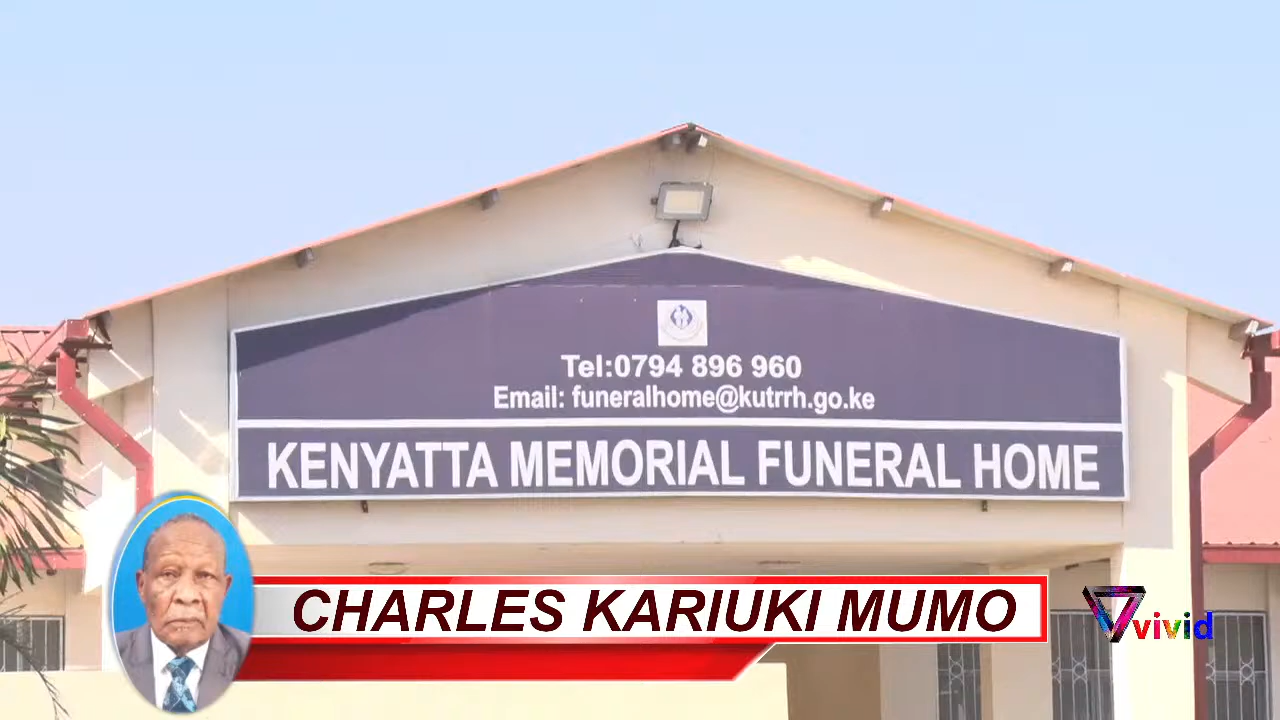 Tel:0794 896 960
Email: funeralhome@kutrrh.go.ke
KENYATTA MEMORIAL FUNERAL HOME
CHARLES KARIUKI MUMO
vivid